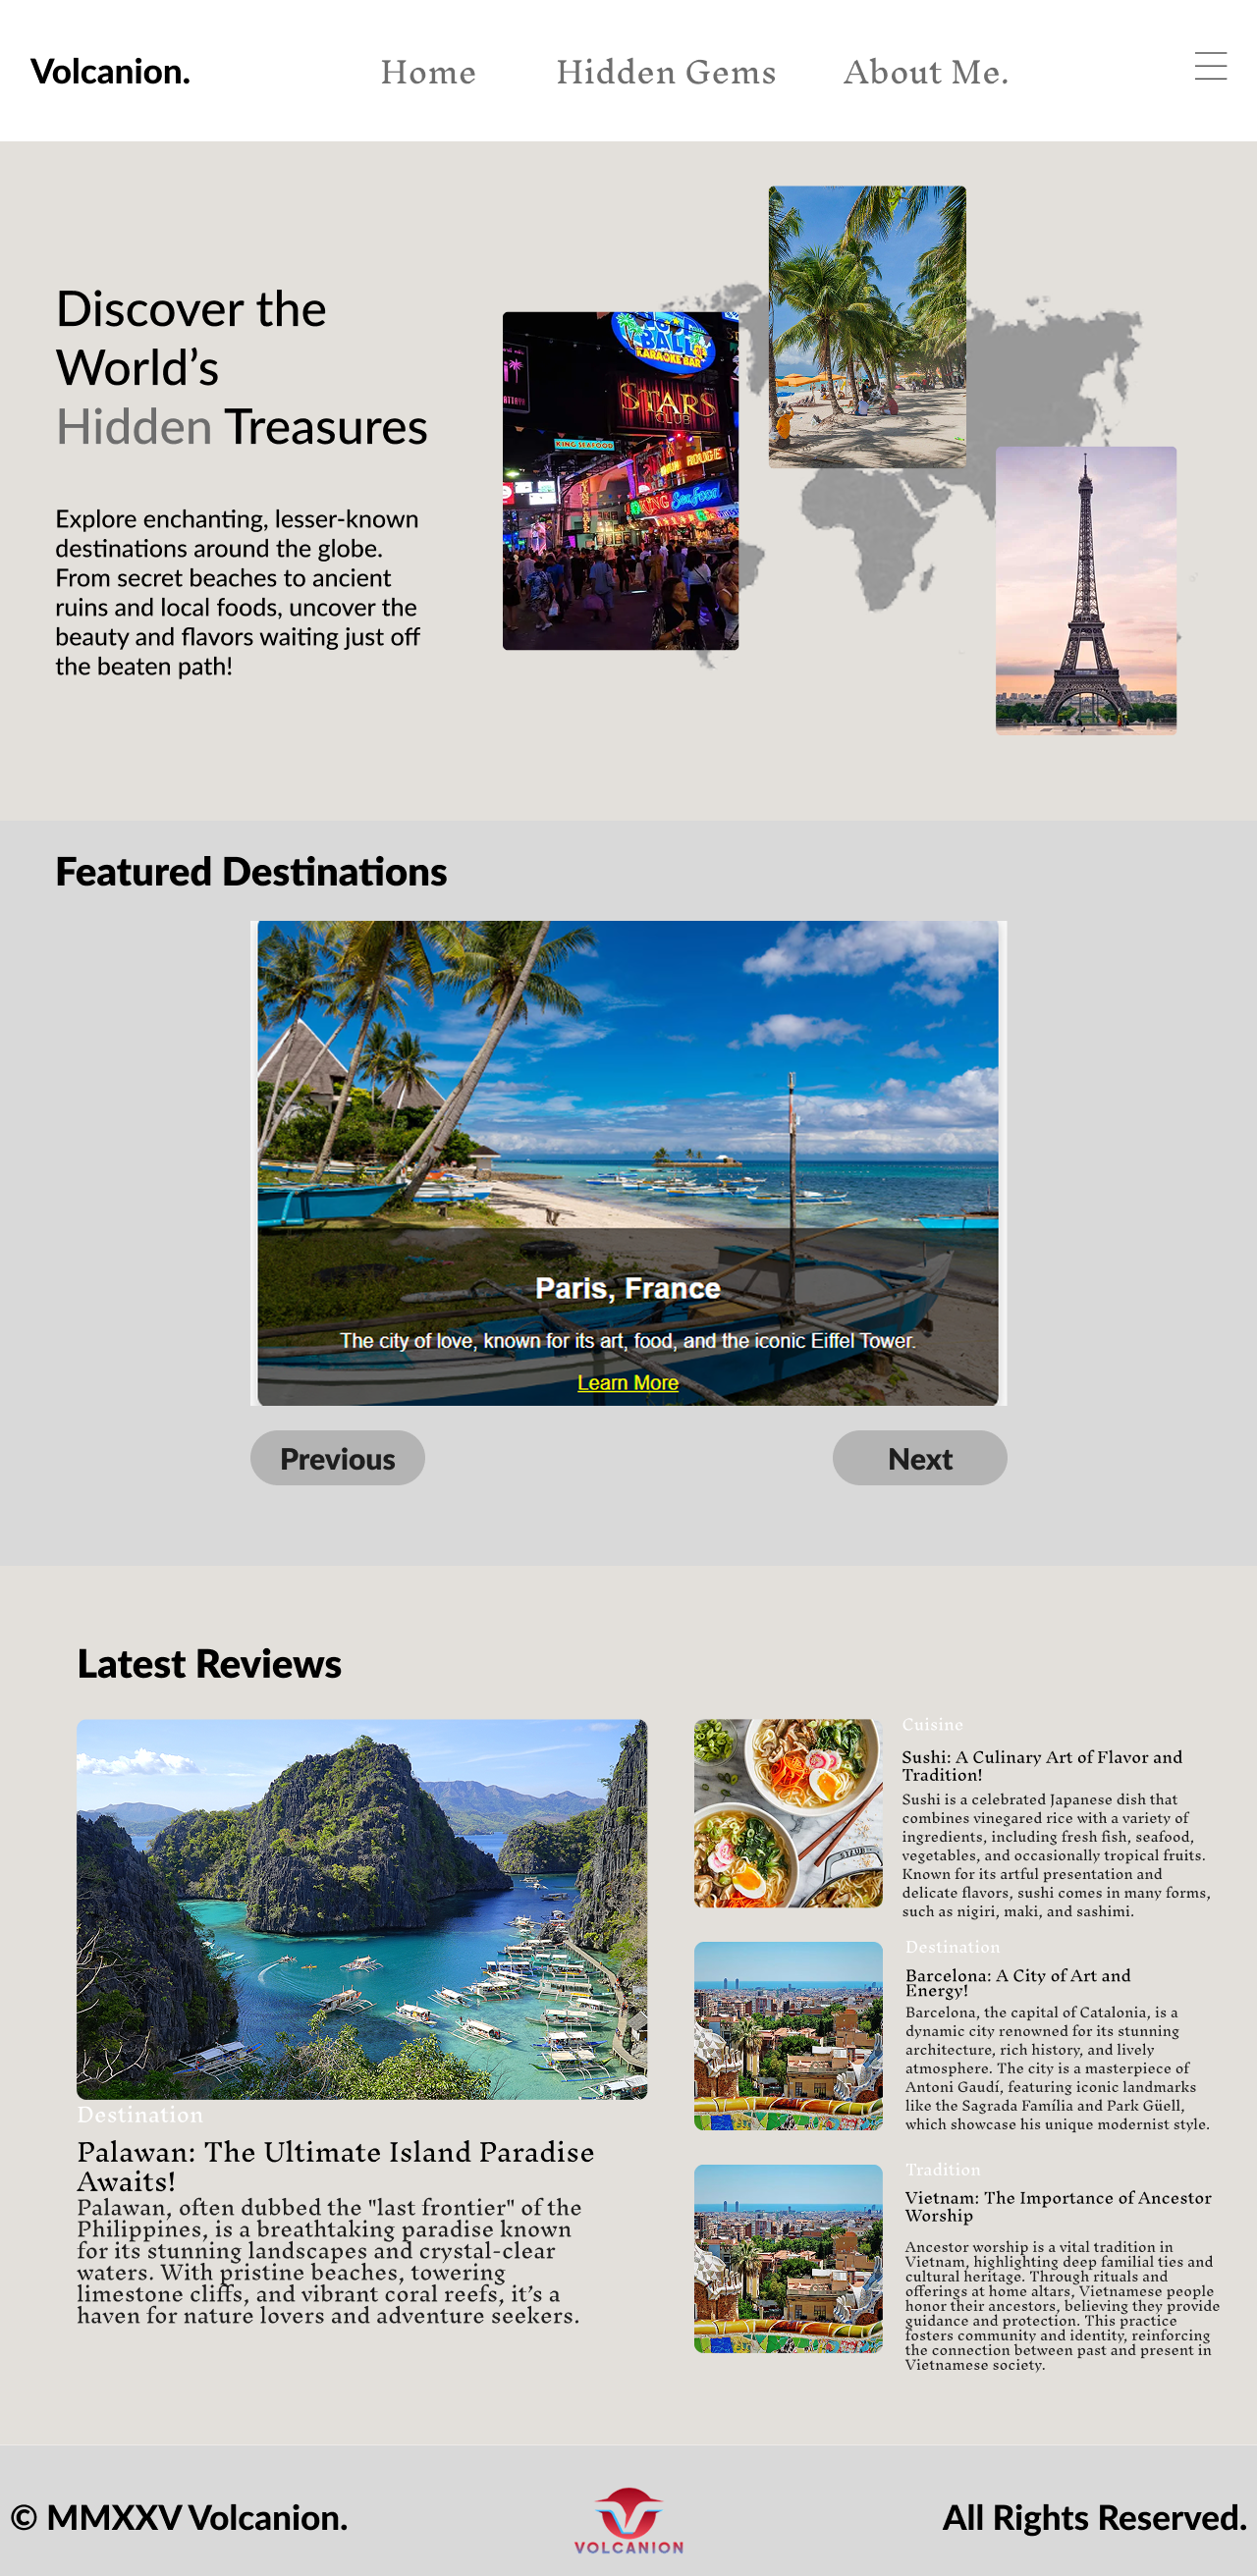 Volcanion.
Home
Hidden Gems
About Me.
Discover the
World's
Hidden Treasures
Explore enchanting, lesser-known
destinations around the globe.
From secret beaches to ancient
ruins and local foods, uncover the
beauty and flavors waiting just off
the beaten path!
BALL
KARAOKE BAR
STARS
CLUB
KING SEAFOOD
KING Seafood
Featured Destinations
Paris, France
The city of love, known for its art, food, and the iconic Eiffel Tower.
Learn More
Previous
Next
Latest Reviews
Destination
Palawan: The Ultimate Island Paradise
Awaits!
Palawan, often dubbed the "last frontier" of the
Philippines, is a breathtaking paradise known
for its stunning landscapes and crystal-clear
waters. With pristine beaches, towering
limestone cliffs, and vibrant coral reefs, it's a
haven for nature lovers and adventure seekers.
Cuisine
Sushi: A Culinary Art of Flavor and
Tradition!
Sushi is a celebrated Japanese dish that
combines vinegared rice with a variety of
ingredients, including fresh fish, seafood,
vegetables, and occasionally tropical fruits.
Known for its artful presentation and
delicate flavors, sushi comes in many forms,
such as nigiri, maki, and sashimi.
Destination
Barcelona: A City of Art and
Energy!
Barcelona, the capital of Catalonia, is a
dynamic city renowned for its stunning
architecture, rich history, and lively
atmosphere. The city is a masterpiece of
Antoni Gaudí, featuring iconic landmarks
like the Sagrada Família and Park Güell,
which showcase his unique modernist style.
Tradition
Vietnam: The Importance of Ancestor
Worship
Ancestor worship is a vital tradition in
Vietnam, highlighting deep familial ties and
cultural heritage. Through rituals and
offerings at home altars, Vietnamese people
honor their ancestors, believing they provide
guidance and protection. This practice
fosters community and identity, reinforcing
the connection between past and present in
Vietnamese society.
© MMXXV Volcanion.
VOLCANION
All Rights Reserved.